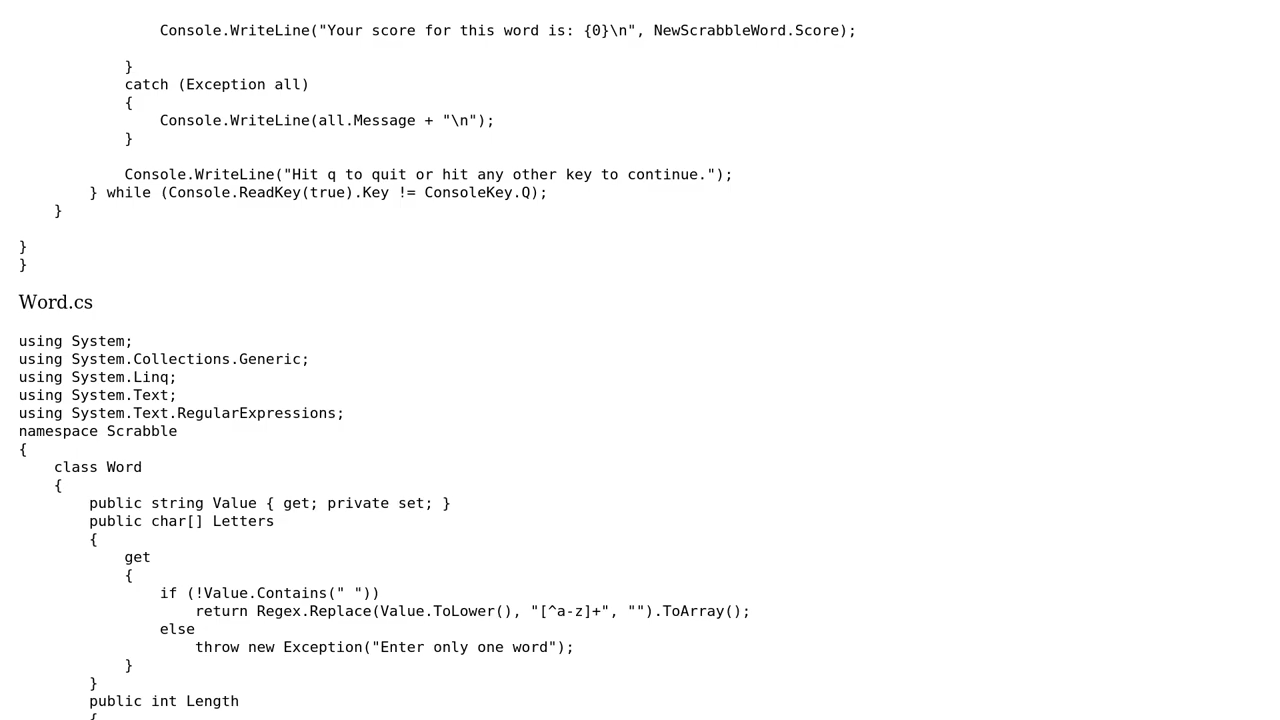 Console.WriteLine("Your score for this word is: {0}\n", NewScrabbleWord.Score);

            }
            catch (Exception all)
            {
                Console.WriteLine(all.Message + "\n");
            }

            Console.WriteLine("Hit q to quit or hit any other key to continue.");
        } while (Console.ReadKey(true).Key != ConsoleKey.Q);
    }

}
}
Word.cs
using System;
using System.Collections.Generic;
using System.Linq;
using System.Text;
using System.Text.RegularExpressions;
namespace Scrabble
{
    class Word
    {
        public string Value { get; private set; }
        public char[] Letters
        {
            get
            {
                if (!Value.Contains(" "))
                    return Regex.Replace(Value.ToLower(), "[^a-z]+", "").ToArray();
                else
                    throw new Exception("Enter only one word");
            }
        }
        public int Length
        {